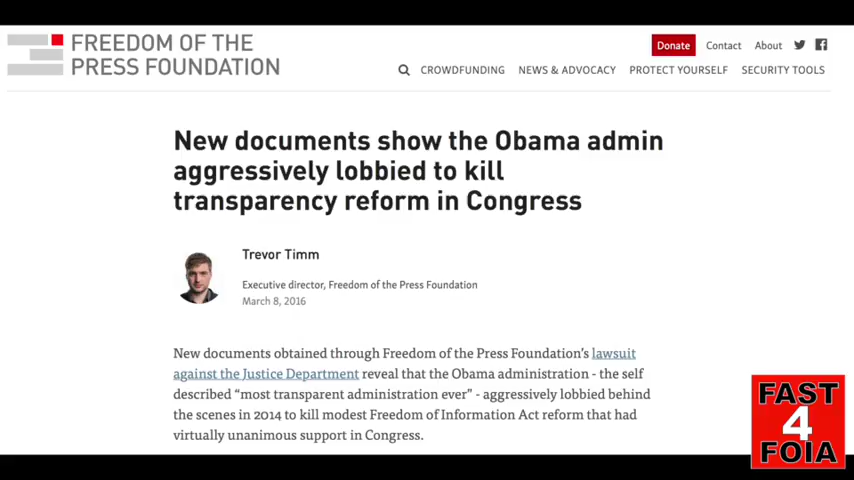 FREEDOM OF THE
PRESS FOUNDATION
Donate Contact About
CROWDFUNDING NEWS & ADVOCACY PROTECT YOURSELF SECURITY TOOLS
New documents show the Obama admin
aggressively lobbied to kill
transparency reform in Congress
Trevor Timm
Executive director, Freedom of the Press Foundation
March 8, 2016
New documents obtained through Freedom of the Press Foundation's lawsuit
against the Justice Department reveal that the Obama administration - the self
described “most transparent administration ever” - aggressively lobbied behind
the scenes in 2014 to kill modest Freedom of Information Act reform that had
virtually unanimous support in Congress.
FAST
4
FOIA